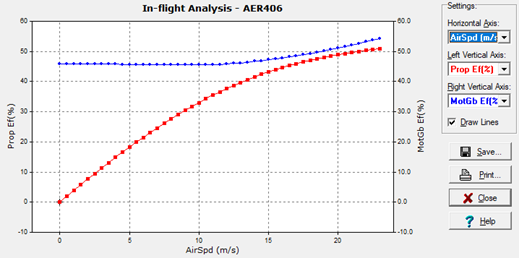 In-flight Analysis - AER406
60
50
40
30
20
10
0
-10
Prop Ef(%)
60.0
50.0
40.0
30.0
20.0
10.0
0.0
-10.0
MotGb Ef(%)
0
5
10
15
20
AirSpd (m/s)
Settings:
Horizontal Axis:
AirSpd (m/s
Left Vertical Axis:
Prop Ef(%)
Right Vertical Axis:
MotGb Ef(%
Draw Lines
Save...
Print...
Close
Help